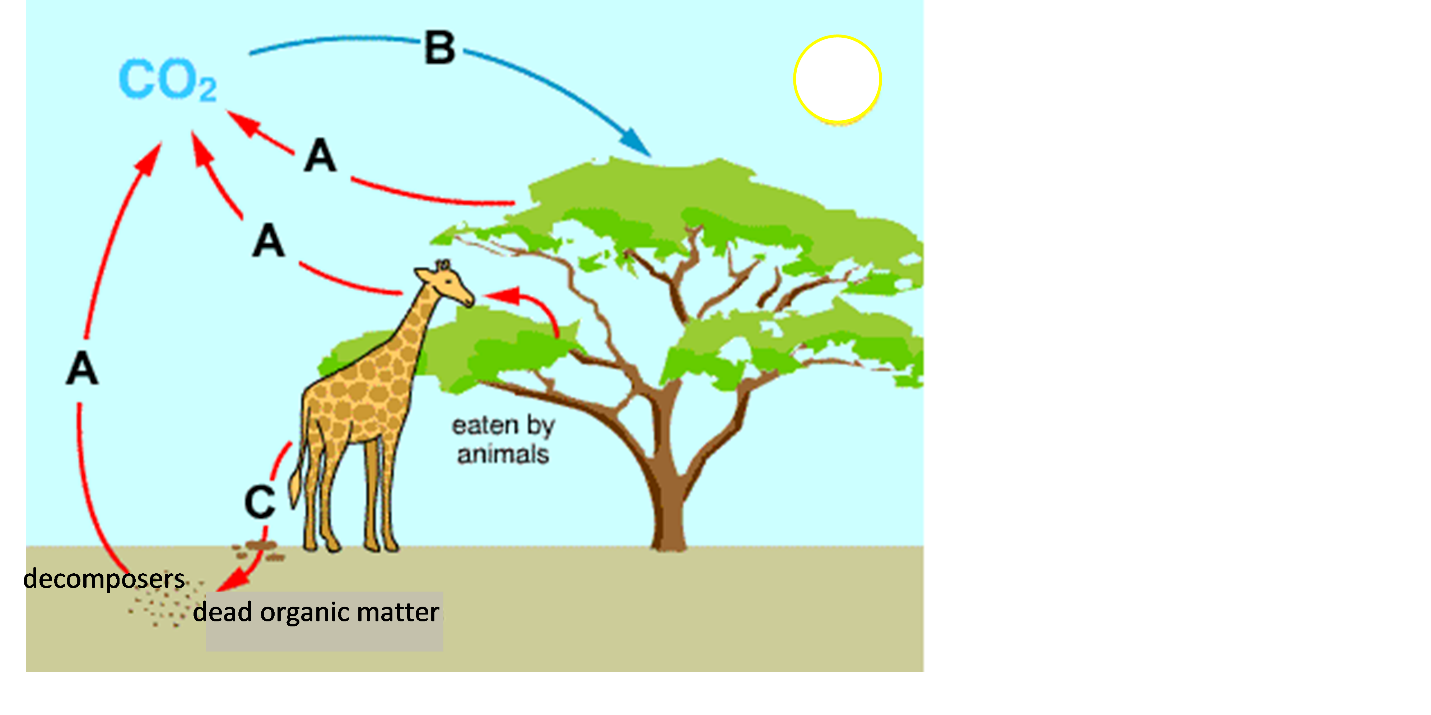 B
CO₂
A
A
A
eaten by
animals
C
decomposers
dead organic matter